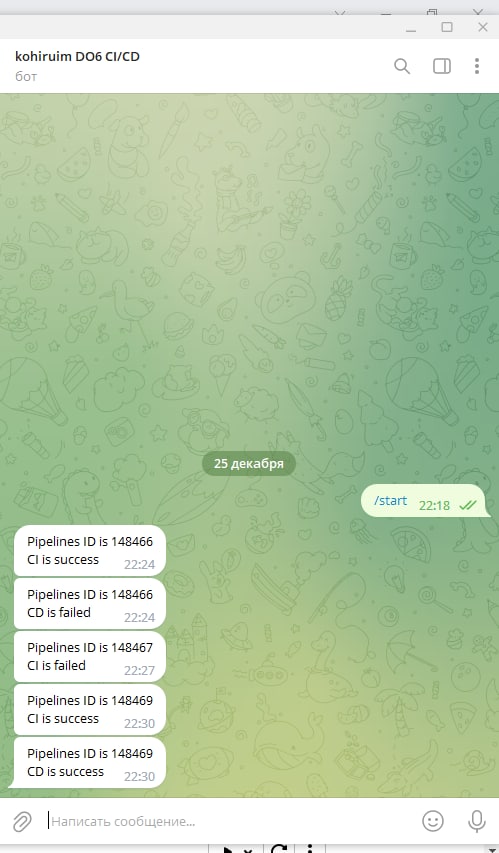 kohiruim DO6 CI/CD
бот
25 декабря
/start 22:18
Pipelines ID is 148466
CI is success 22:24
Pipelines ID is 148466
CD is failed 22:24
Pipelines ID is 148467
CI is failed 22:27
Pipelines ID is 148469
CI is success 22:30
Pipelines ID is 148469
CD is success 22:30
Написать сообщение...